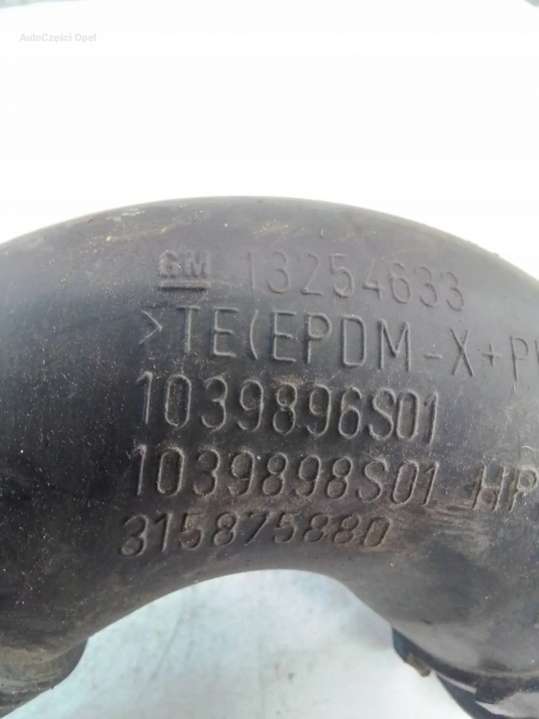 AutoCzęści Opel
GM 13254633
>TE(EPDM-X+P
1039896S01
1039898S01 HP
315875880